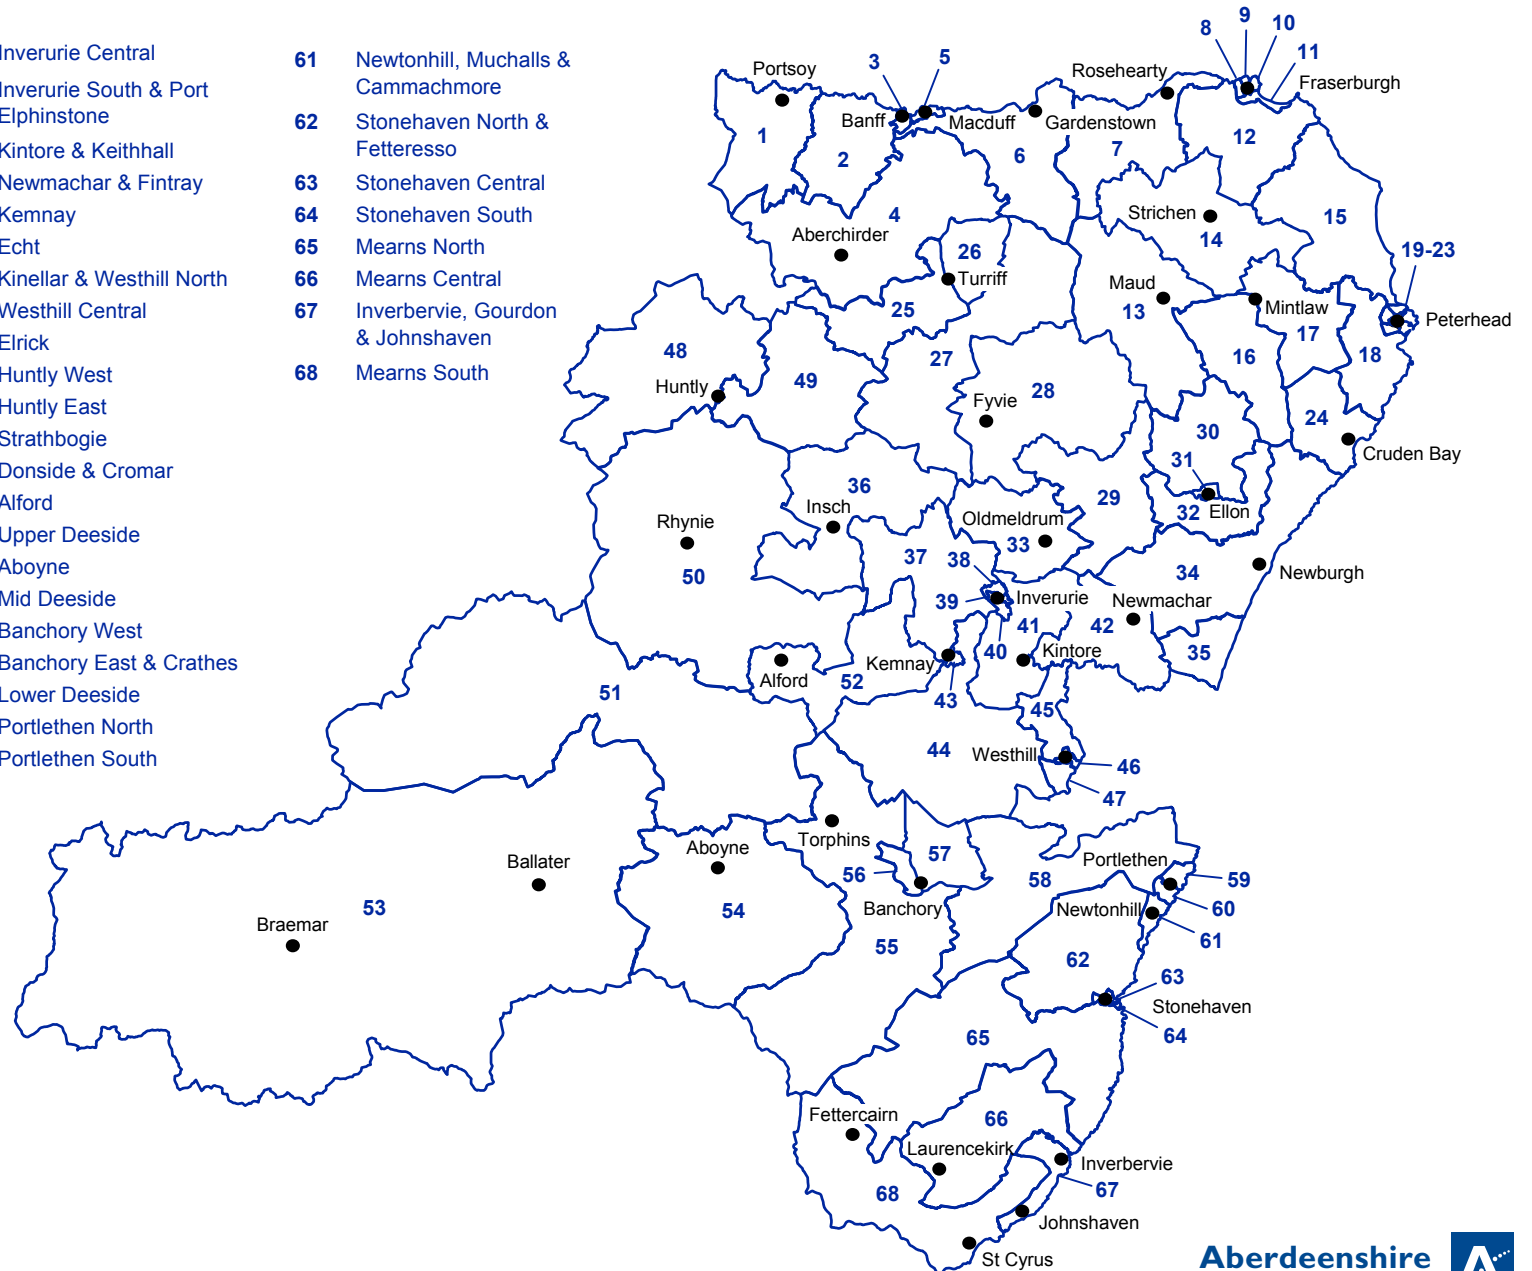 Inverurie Central
Inverurie South & Port
Elphinstone
Kintore & Keithhall
Newmachar & Fintray
Kemnay
Echt
Kinellar & Westhill North
Westhill Central
Elrick
Huntly West
Huntly East
Strathbogie
Donside & Cromar
Alford
Upper Deeside
Aboyne
Mid Deeside
Banchory West
Banchory East & Crathes
Lower Deeside
Portlethen North
Portlethen South
61 Newtonhill, Muchalls &
Cammachmore
62 Stonehaven North &
Fetteresso
63 Stonehaven Central
64 Stonehaven South
65 Mearns North
66 Mearns Central
67 Inverbervie, Gourdon
& Johnshaven
68 Mearns South
9
8 10
11
3 5
Portsoy
Rosehearty
Fraserburgh
Banff
Macduff
Gardenstown
1
2
6
7
12
4
Strichen
14
15
Aberchirder
26
19-23
Turriff
Maud
13
Mintlaw
25
Peterhead
17
18
48
49
27
16
Huntly
28
Fyvie
24
30
Cruden Bay
31
36
29
Insch
32
Ellon
Rhynie
Oldmeldrum
33
37
38
50
34
Newburgh
39
Inverurie
Newmachar
41
42
40
Kintore
35
Kemnay
Alford
52
51
43
45
44
Westhill
46
47
Torphins
Aboyne
57
Portlethen
Ballater
56
58
59
53
54
Banchory
Newtonhill
60
Braemar
61
55
62
63
Stonehaven
65
64
Fettercairn
66
Laurencekirk
Inverbervie
68
67
Johnshaven
St Cyrus
Aberdeenshire